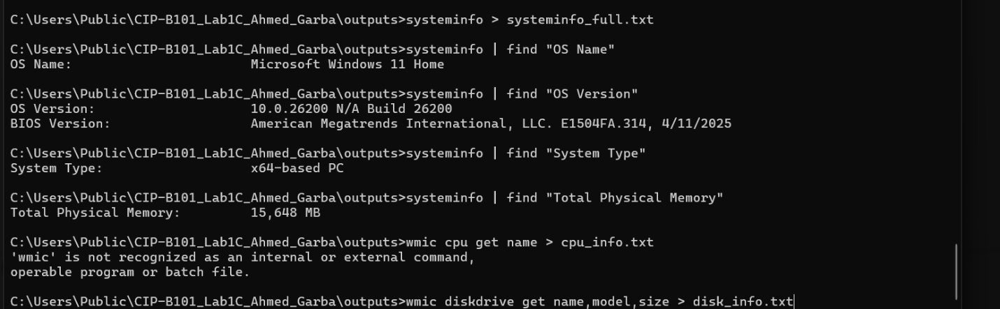 C:\Users\Public\CIP-B101_Lab1C_Ahmed_Garba\outputs>systeminfo > systeminfo_full.txt
C:\Users\Public\CIP-B101_Lab1C_Ahmed_Garba\outputs>systeminfo | find "OS Name"
OS Name:                       Microsoft Windows 11 Home
C:\Users\Public\CIP-B101_Lab1C_Ahmed_Garba\outputs>systeminfo | find "OS Version"
OS Version:                    10.0.26200 N/A Build 26200
BIOS Version:                  American Megatrends International, LLC. E1504FA.314, 4/11/2025
C:\Users\Public\CIP-B101_Lab1C_Ahmed_Garba\outputs>systeminfo | find "System Type"
System Type:                   x64-based PC
C:\Users\Public\CIP-B101_Lab1C_Ahmed_Garba\outputs>systeminfo | find "Total Physical Memory"
Total Physical Memory:         15,648 MB
C:\Users\Public\CIP-B101_Lab1C_Ahmed_Garba\outputs>wmic cpu get name > cpu_info.txt
'wmic' is not recognized as an internal or external command,
operable program or batch file.
C:\Users\Public\CIP-B101_Lab1C_Ahmed_Garba\outputs>wmic diskdrive get name,model,size > disk_info.txt